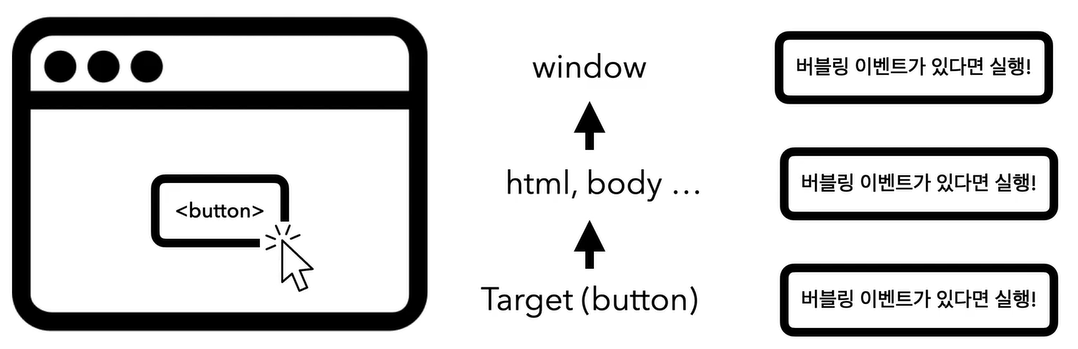 <button>
window
html, body ...
Target (button)
버블링 이벤트가 있다면 실행!
버블링 이벤트가 있다면 실행!
버블링 이벤트가 있다면 실행!